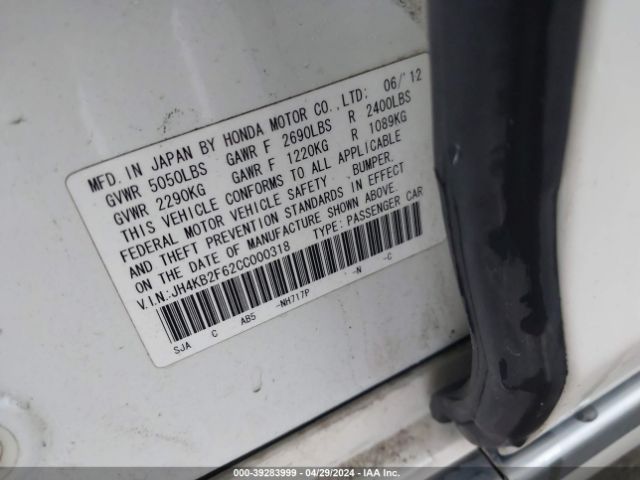 MFD. IN JAPAN BY HONDA MOTOR CO.,LTD: 06/'12
GVWR 5050LBS GAWR F 2690LBS R 2400LBS
GVWR 2290KG GAWR F 1220KG R 1089KG
THIS VEHICLE CONFORMS TO ALL APPLICABLE
FEDERAL MOTOR VEHICLE SAFETY BUMPER,
AND THEFT PREVENTION STANDARDS IN EFFECT
ON THE DATE OF MANUFACTURE SHOWN ABOVE.
V.I.N:JH4KB2F62CC000318 TYPE: PASSENGER CAR
SJA C AB5 -NH717P -N -C
000-39283999 - 04/29/2024 - IAA Inc.